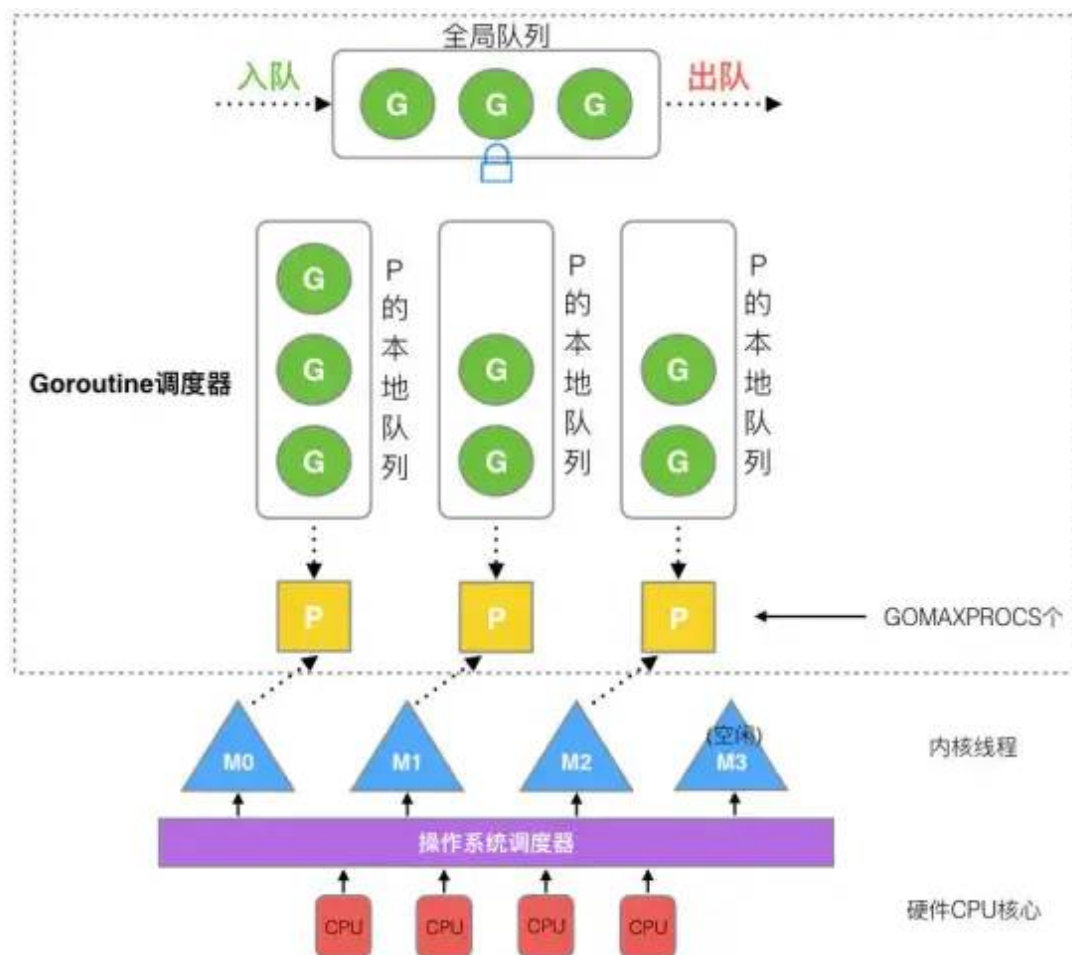 全局队列
入队
G
G
G
出队
G
G
G
P的本地队列
G
G
P的本地队列
G
G
P的本地队列
Goroutine调度器
P
P
P
GOMAXPROCS个
M0
M1
M2
(空闲)
M3
内核线程
操作系统调度器
CPU
CPU
CPU
CPU
硬件CPU核心